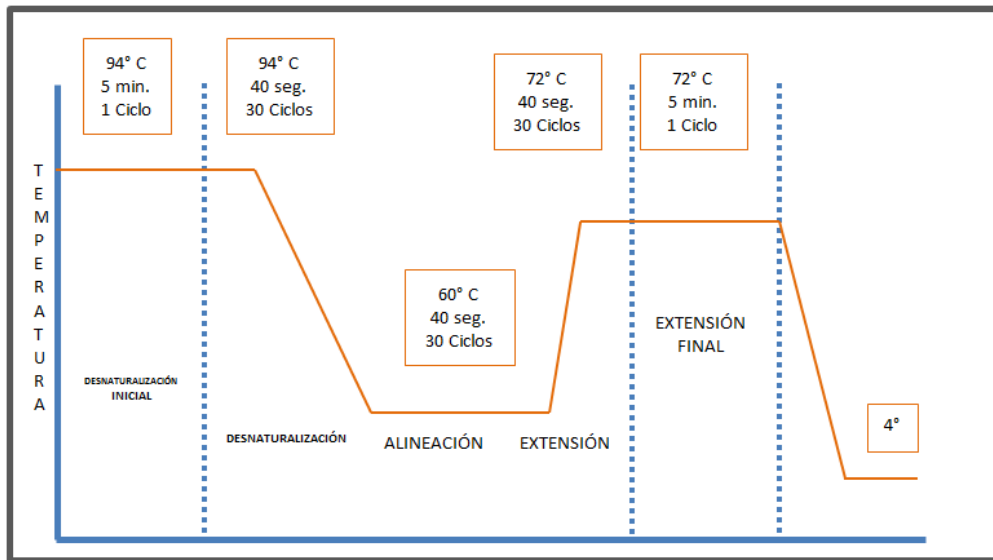 94° C
5 min.
1 Ciclo
94° C
40 seg.
30 Ciclos
72° C
40 seg.
30 Ciclos
72° C
5 min.
1 Ciclo
TEMPERATURA
60° C
40 seg.
30 Ciclos
EXTENSIÓN
FINAL
DESNATURALIZACIÓN
INICIAL
4°
DESNATURALIZACIÓN
ALINEACIÓN
EXTENSIÓN